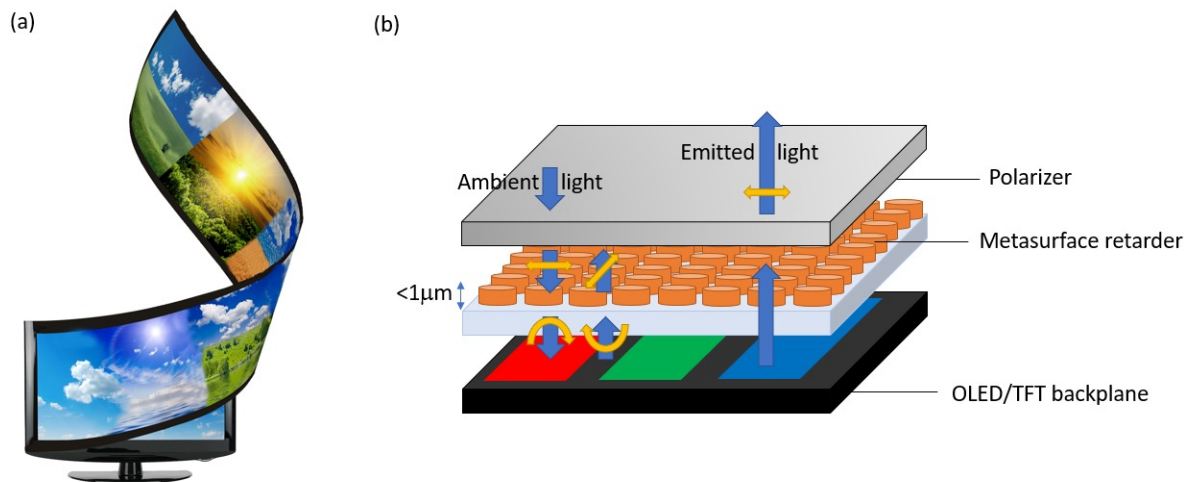 (a)
(b)
Emitted light
Ambient light
Polarizer
Metasurface retarder
<1μm
OLED/TFT backplane